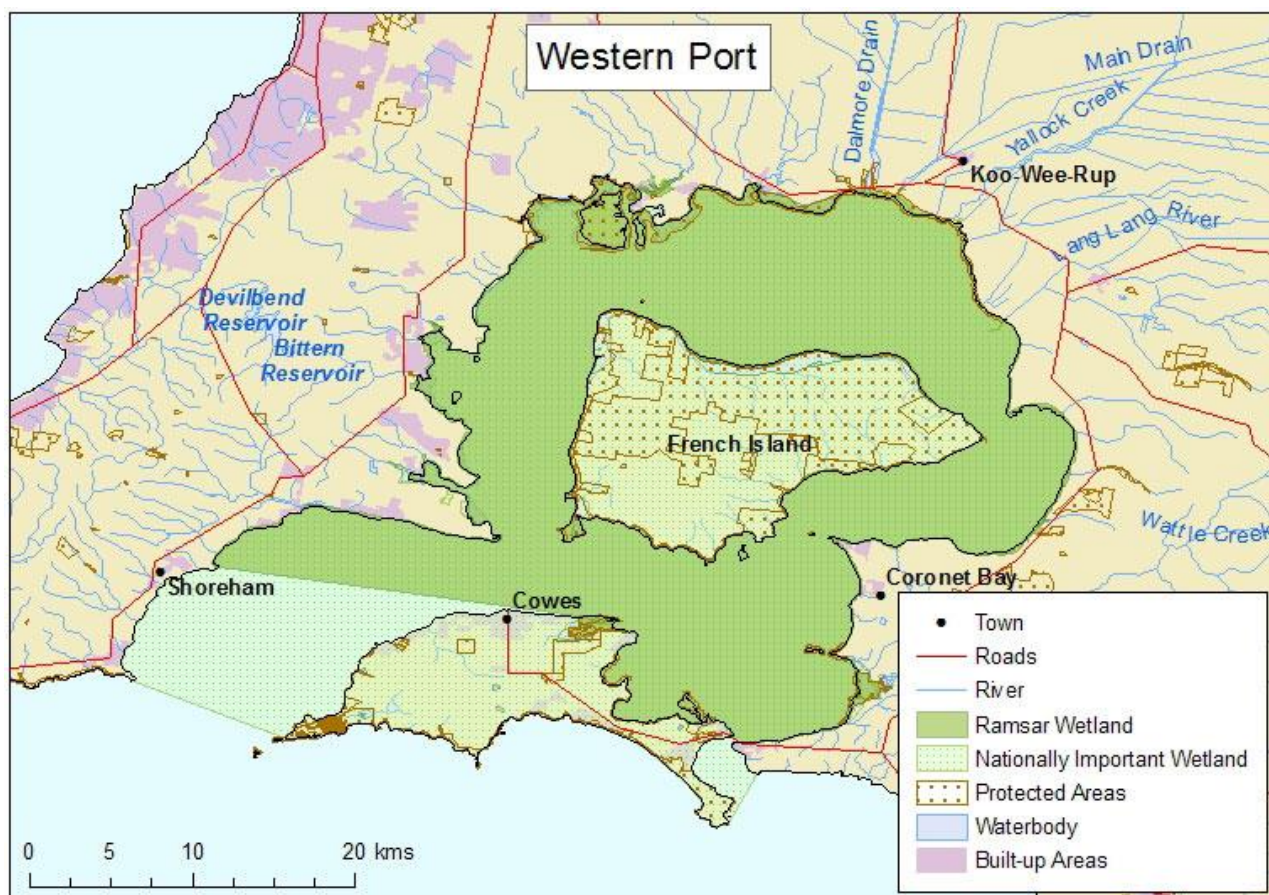 Western Port
Main Drain
Dalmore Drain
Yallock Creek
Koo-Wee-Rup
Lang Lang River
Devilbend
Reservoir
Bittern
Reservoir
French Island
Wattle Creek
Shoreham
Cowes
Coronet Bay
Town
Roads
River
Ramsar Wetland
Nationally Important Wetland
Protected Areas
Waterbody
Built-up Areas
0 5 10 20 kms